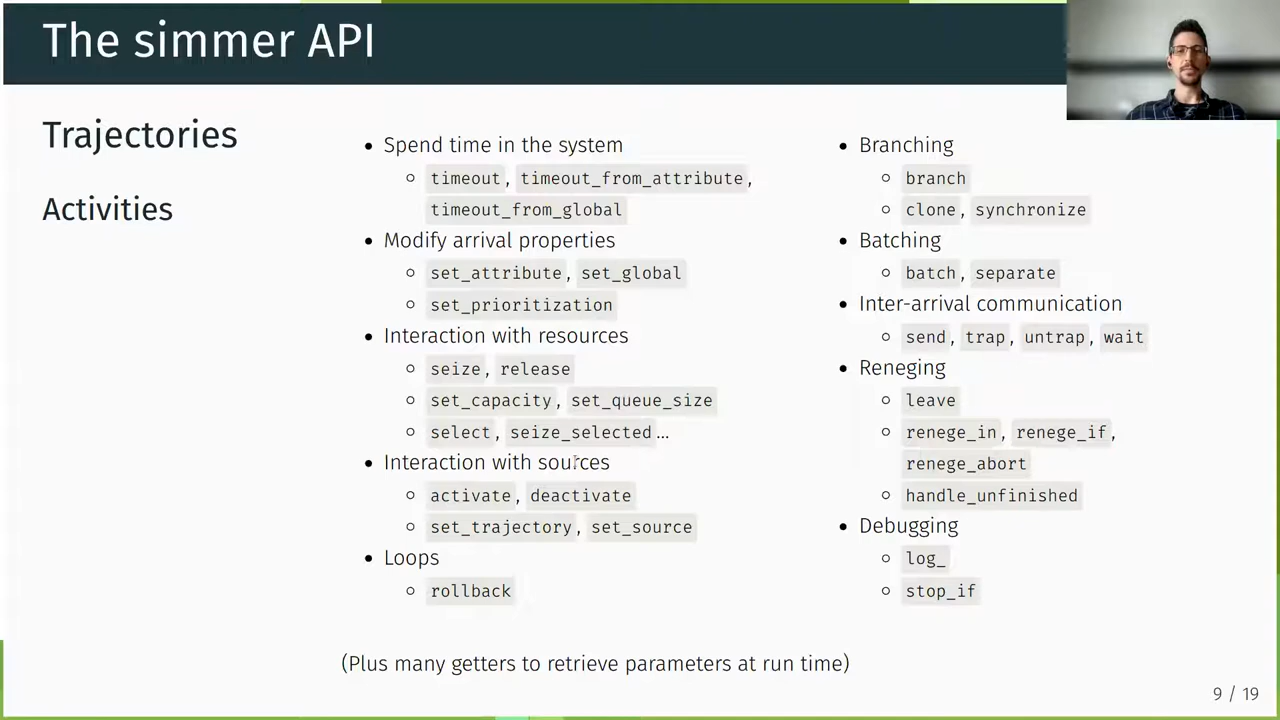 The simmer API
Trajectories
Activities
• Spend time in the system
timeout, timeout_from_attribute,
timeout_from_global
• Modify arrival properties
set_attribute, set_global
set_prioritization
• Interaction with resources
seize, release
set_capacity, set_queue_size
select, seize_selected…
• Interaction with sources
activate, deactivate
set_trajectory, set_source
• Loops
rollback
• Branching
branch
clone, synchronize
• Batching
batch, separate
• Inter-arrival communication
send, trap, untrap, wait
• Reneging
leave
renege_in, renege_if,
renege_abort
handle_unfinished
• Debugging
log_
stop_if
(Plus many getters to retrieve parameters at run time)
9 / 19